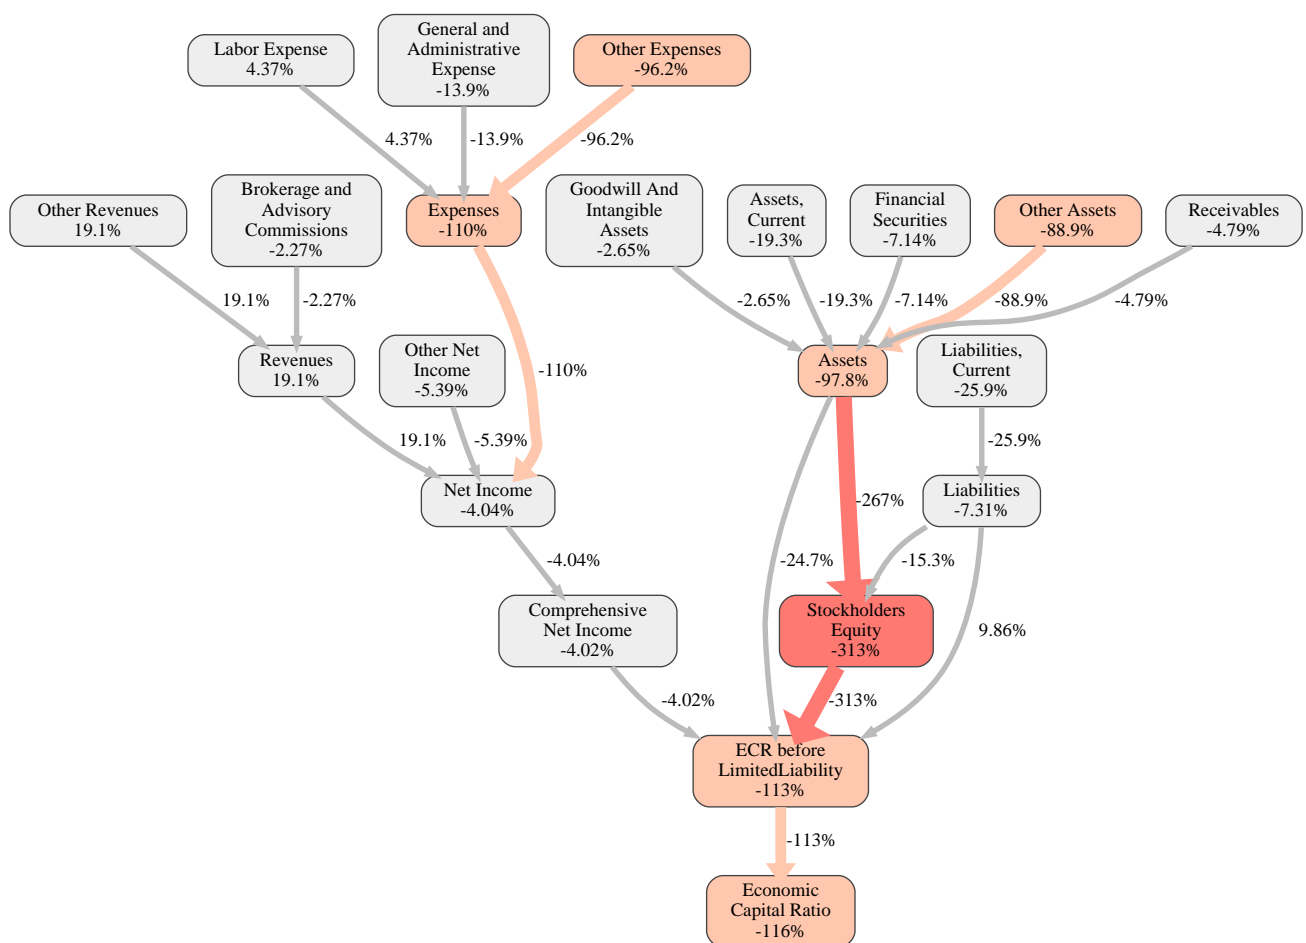 Labor Expense
4.37%
General and
Administrative
Expense
-13.9%
Other Expenses
-96.2%
4.37%
-13.9%
-96.2%
Other Revenues
19.1%
Brokerage and
Advisory
Commissions
-2.27%
Expenses
-110%
Goodwill And
Intangible
Assets
-2.65%
Assets,
Current
-19.3%
Financial
Securities
-7.14%
Other Assets
-88.9%
Receivables
-4.79%
19.1%
-2.27%
-2.65%
-19.3%
-7.14%
-88.9%
-4.79%
Revenues
19.1%
Other Net
Income
-5.39%
-110%
Assets
-97.8%
Liabilities,
Current
-25.9%
19.1%
-5.39%
-25.9%
Net Income
-4.04%
-267%
Liabilities
-7.31%
-4.04%
-24.7%
-15.3%
Comprehensive
Net Income
-4.02%
Stockholders
Equity
-313%
9.86%
-4.02%
-313%
ECR before
LimitedLiability
-113%
-113%
Economic
Capital Ratio
-116%